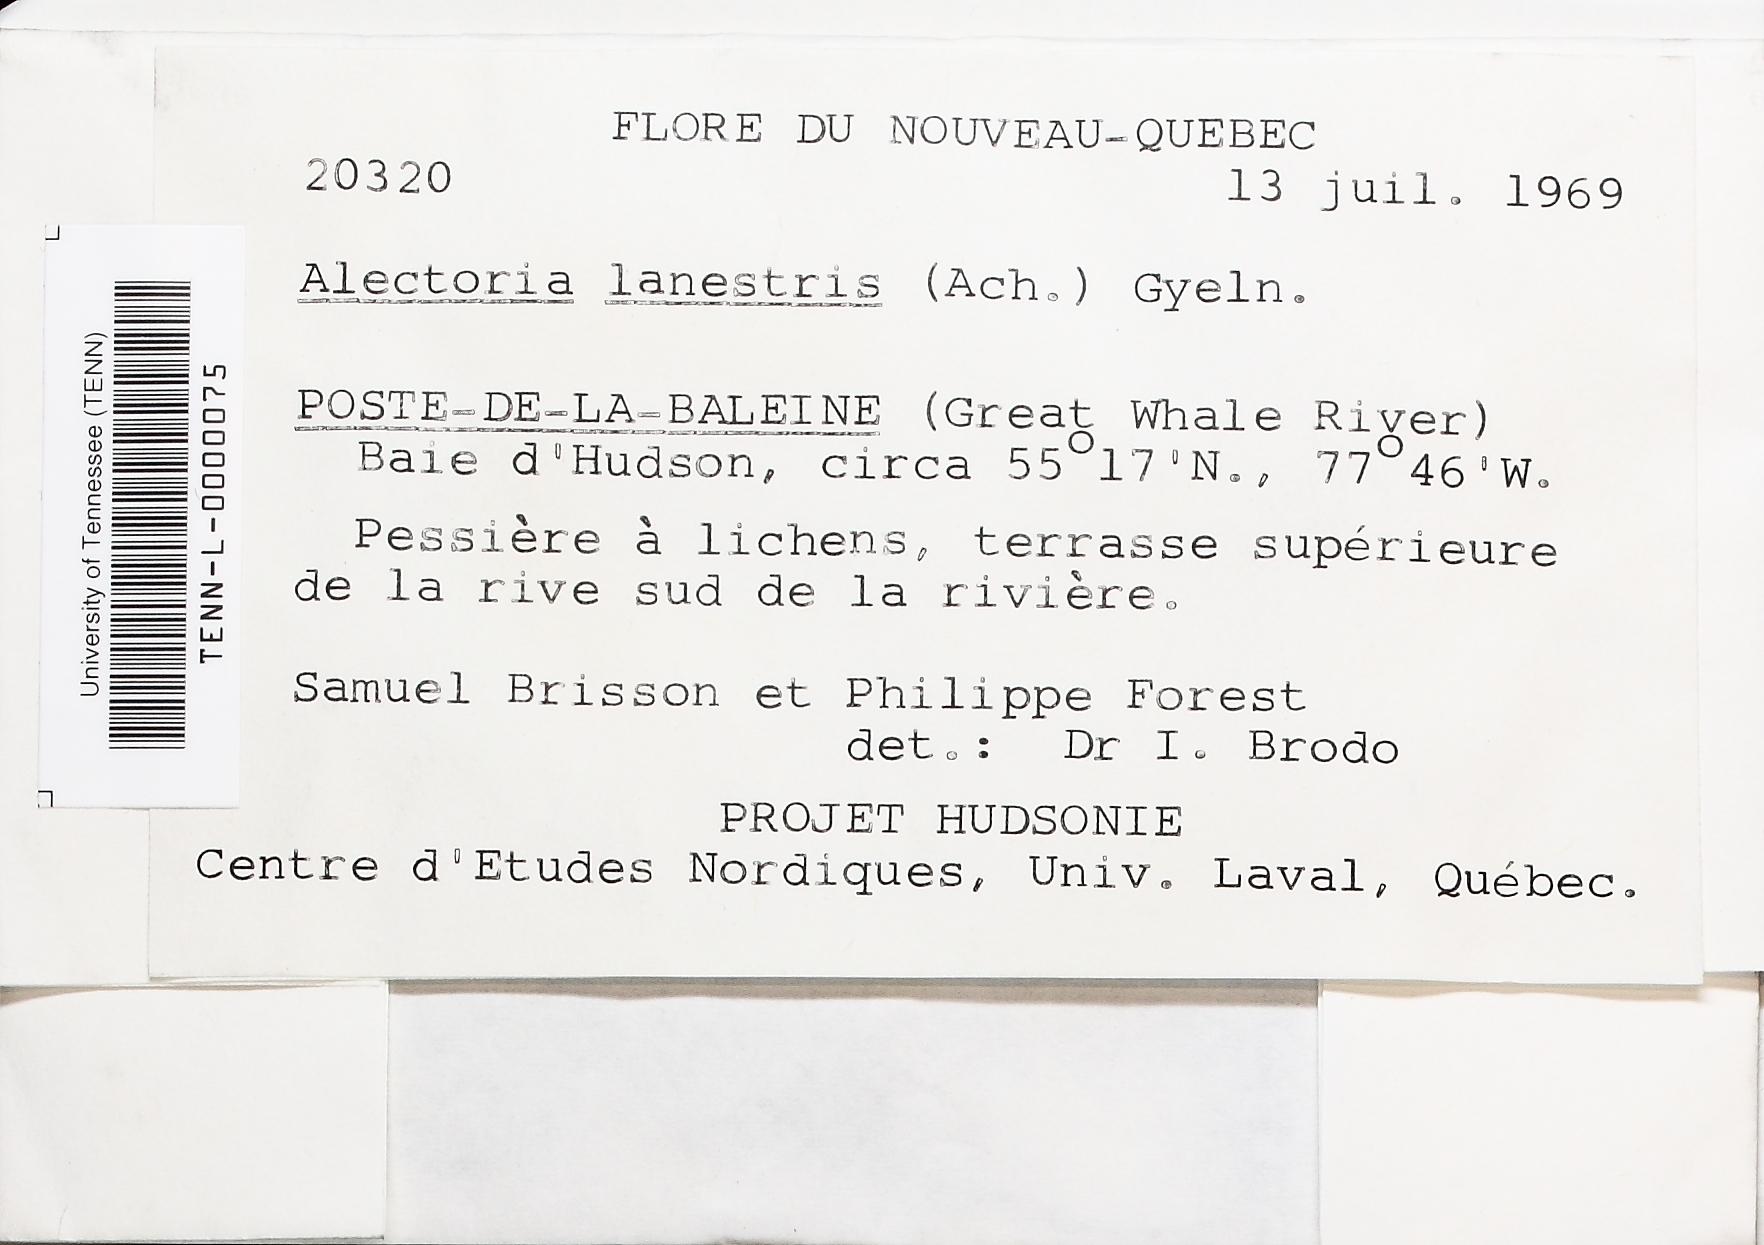 FLORE DU NOUVEAU-QUEBEC
20320 13 juil. 1969
Alectoria lanestris (Ach.) Gyeln.
POSTE-DE-LA-BALEINE (Great Whale River)
Baie d'Hudson, circa 55°17'N., 77°46'W.
Pessière à lichens, terrasse supérieure
de la rive sud de la rivière.
Samuel Brisson et Philippe Forest
det.: Dr I. Brodo
PROJET HUDSONIE
Centre d'Etudes Nordiques, Univ. Laval, Québec.
University of Tennessee (TENN)
TENN-L-0000075